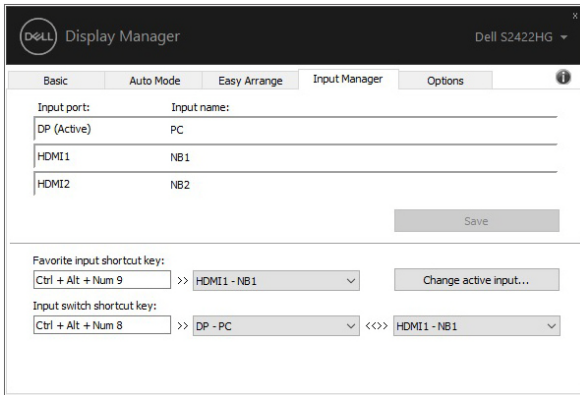 DELL Display Manager Dell S2422HG
x
Basic Auto Mode Easy Arrange Input Manager Options i
Input port: Input name:
DP (Active) PC
HDMI1 NB1
HDMI2 NB2
Save
Favorite input shortcut key:
Ctrl + Alt + Num 9 >> HDMI1 - NB1 Change active input...
Input switch shortcut key:
Ctrl + Alt + Num 8 >> DP - PC <<>> HDMI1 - NB1